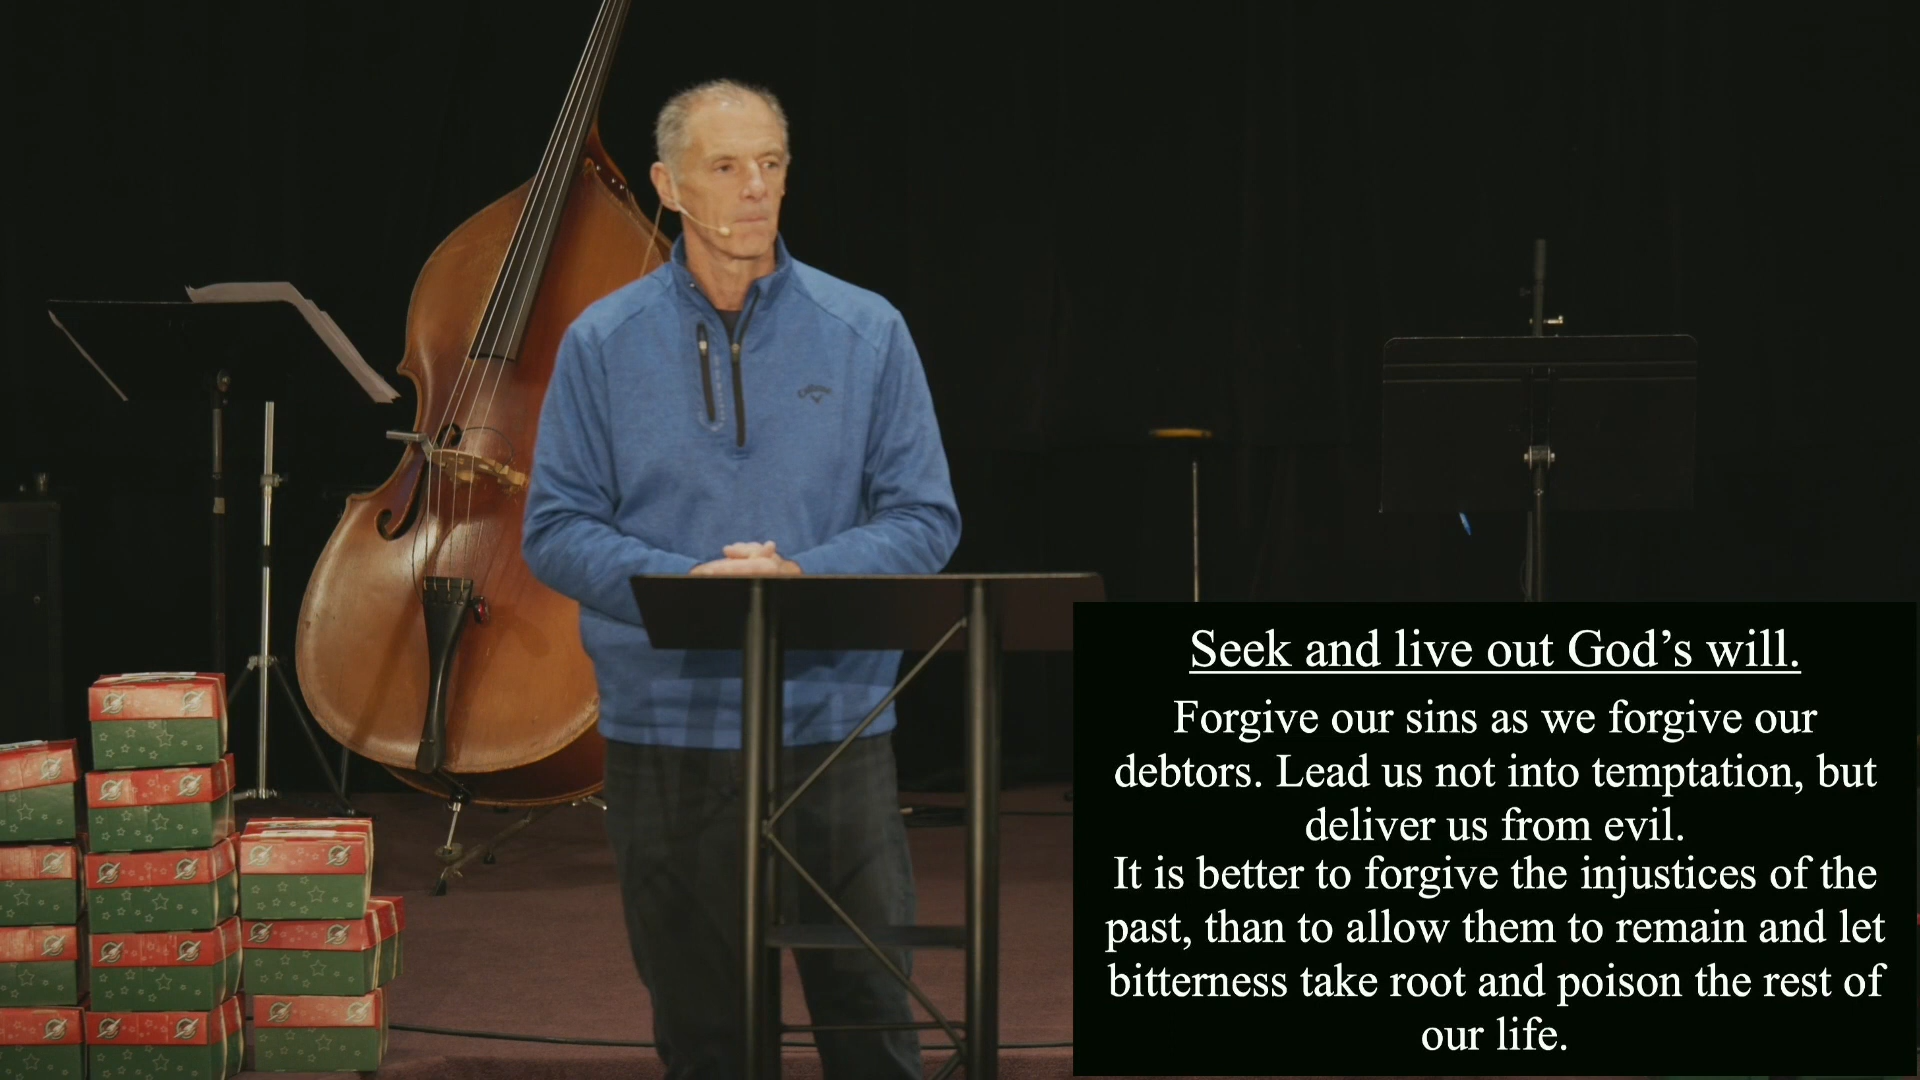 Seek and live out God's will.
Forgive our sins as we forgive our
debtors. Lead us not into temptation, but
deliver us from evil.
It is better to forgive the injustices of the
past, than to allow them to remain and let
bitterness take root and poison the rest of
our life.